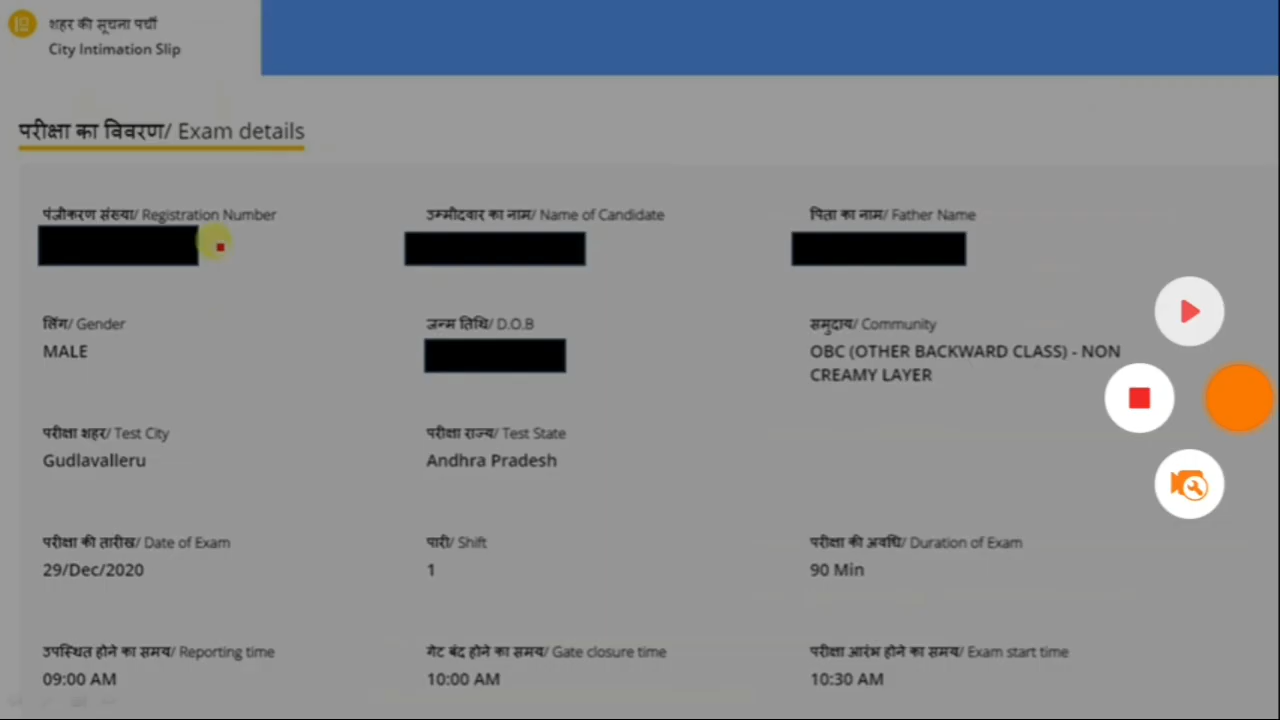 शहर की सूचना पर्ची
City Intimation Slip
परीक्षा का विवरण/ Exam details
पंजीकरण संख्या/ Registration Number
उम्मीदवार का नाम/ Name of Candidate
पिता का नाम/ Father Name
लिंग/ Gender
जन्म तिथि/ D.O.B
समुदाय/ Community
MALE
OBC (OTHER BACKWARD CLASS) - NON
CREAMY LAYER
परीक्षा शहर/ Test City
परीक्षा राज्य/ Test State
Gudlavalleru
Andhra Pradesh
परीक्षा की तारीख/ Date of Exam
पारी/ Shift
परीक्षा की अवधि/ Duration of Exam
29/Dec/2020
1
90 Min
उपस्थित होने का समय/ Reporting time
गेट बंद होने का समय/ Gate closure time
परीक्षा आरंभ होने का समय/ Exam start time
09:00 AM
10:00 AM
10:30 AM